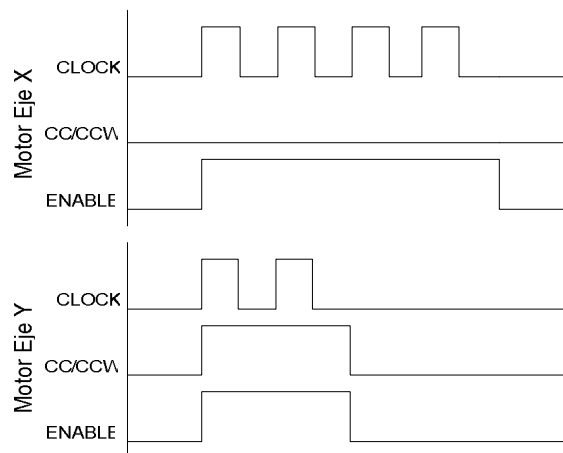 Motor Eje X
CLOCK
CC/CCW
ENABLE
Motor Eje Y
CLOCK
CC/CCW
ENABLE